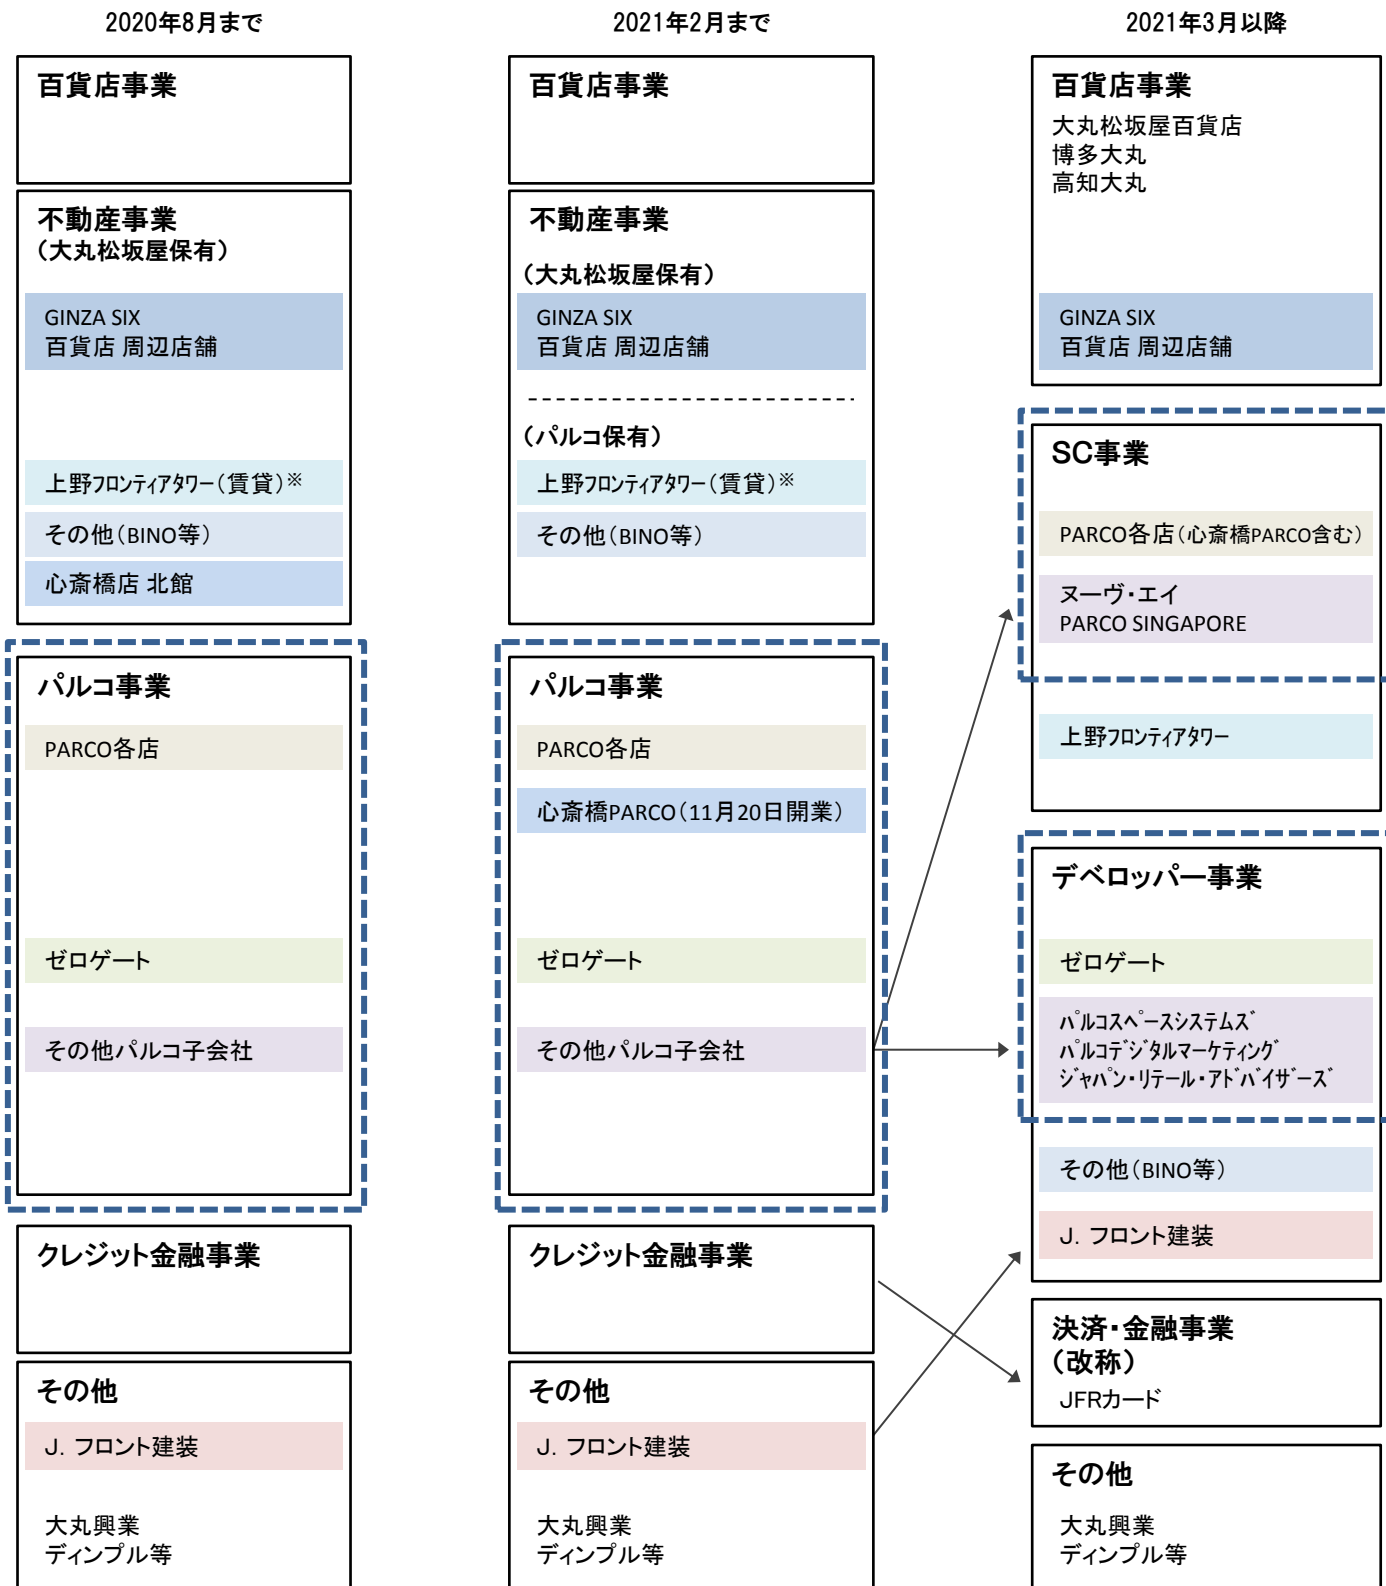 2020年8月まで
百貨店事業
不動産事業
（大丸松坂屋保有）
GINZA SIX
百貨店 周辺店舗
上野ﾌﾛﾝﾃｨｱﾀﾜｰ（賃貸）※
その他（BINO等）
心斎橋店 北館
パルコ事業
PARCO各店
ゼロゲート
その他パルコ子会社
クレジット金融事業
その他
J．フロント建装
大丸興業
ディンプル等
2021年2月まで
百貨店事業
不動産事業
（大丸松坂屋保有）
GINZA SIX
百貨店 周辺店舗
（パルコ保有）
上野ﾌﾛﾝﾃｨｱﾀﾜｰ（賃貸）※
その他（BINO等）
パルコ事業
PARCO各店
心斎橋PARCO（11月20日開業）
ゼロゲート
その他パルコ子会社
クレジット金融事業
その他
J．フロント建装
大丸興業
ディンプル等
2021年3月以降
百貨店事業
大丸松坂屋百貨店
博多大丸
高知大丸
GINZA SIX
百貨店 周辺店舗
SC事業
PARCO各店（心斎橋PARCO含む）
ヌーヴ・エイ
PARCO SINGAPORE
上野ﾌﾛﾝﾃｨｱﾀﾜｰ
デベロッパー事業
ゼロゲート
ﾊﾟﾙｺｽﾍﾟｰｽｼｽﾃﾑｽﾞ
ﾊﾟﾙｺﾃﾞｼﾞﾀﾙﾏｰｹﾃｨﾝｸﾞ
ｼﾞｬﾊﾟﾝ・ﾘﾃｰﾙ・ｱﾄﾞﾊﾞｲｻﾞｰｽﾞ
その他（BINO等）
J．フロント建装
決済・金融事業
（改称）
JFRカード
その他
大丸興業
ディンプル等